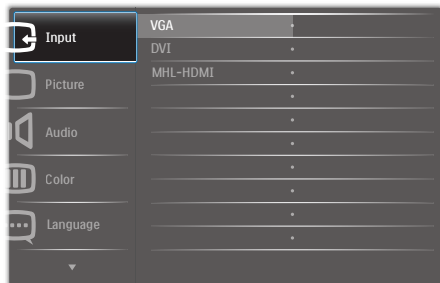 Input
Picture
Audio
Color
Language
VGA
DVI
MHL-HDMI